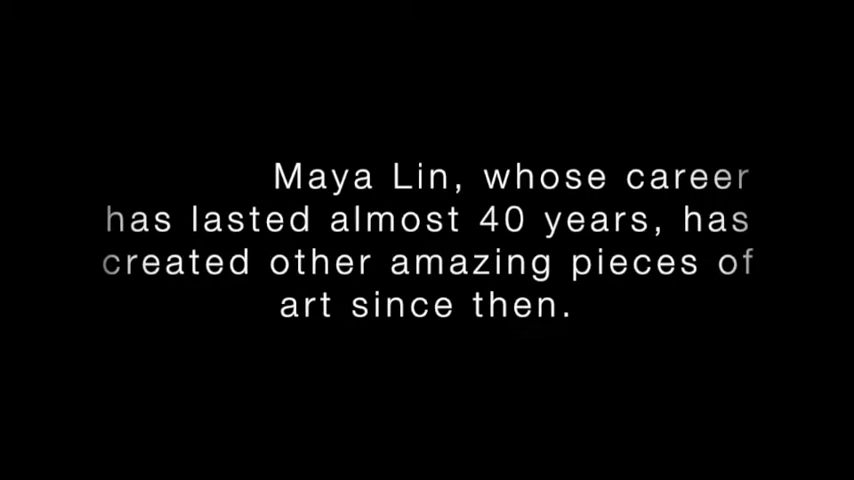 Maya Lin, whose career
has lasted almost 40 years, has
created other amazing pieces of
art since then.